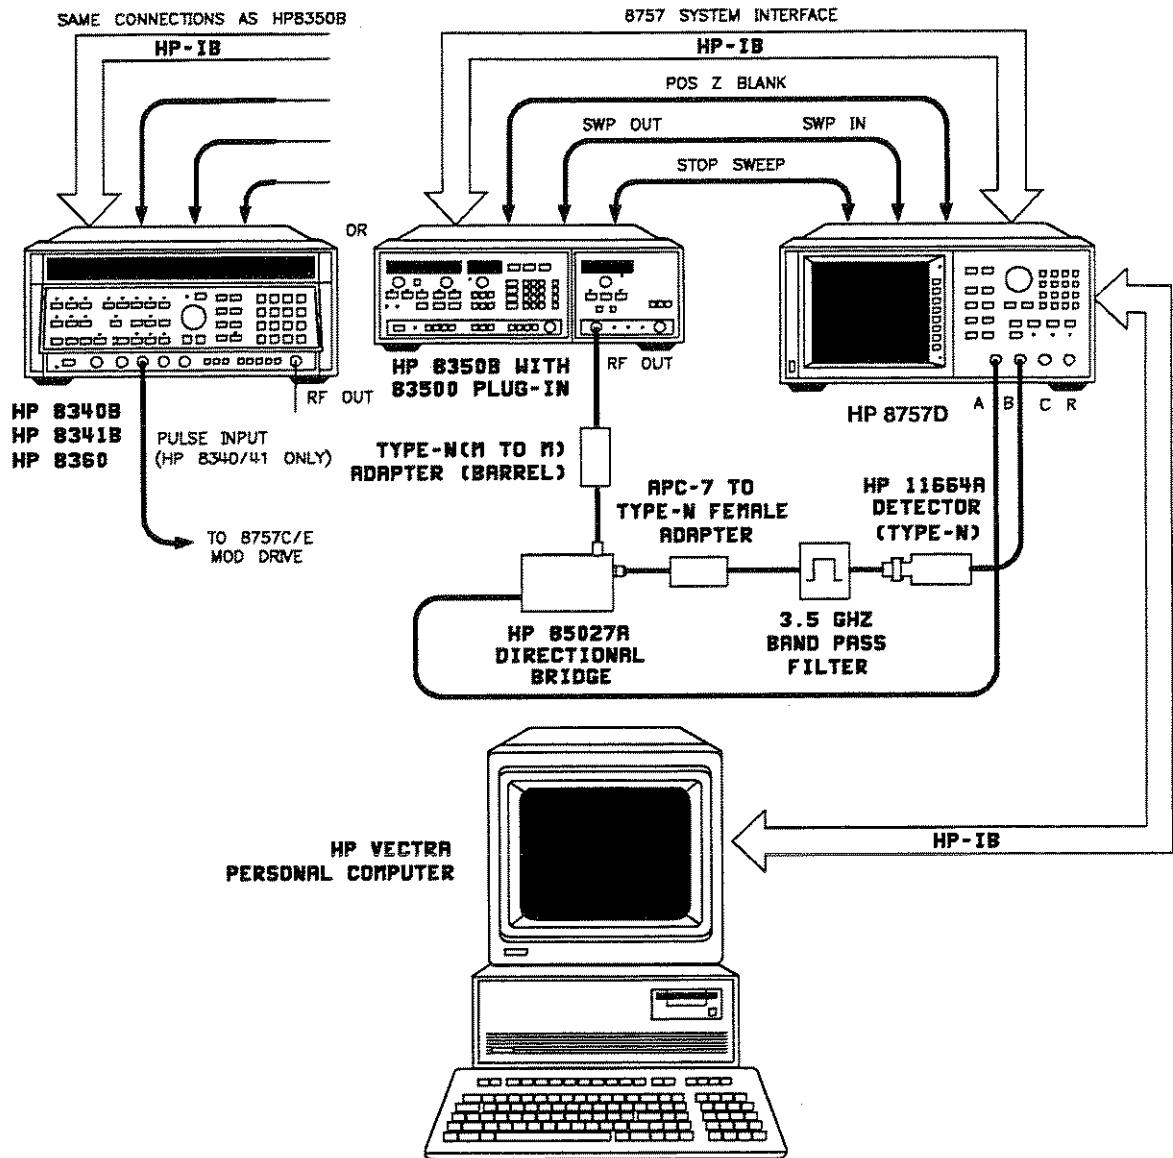 SAME CONNECTIONS AS HP8350B
HP-IB
8757 SYSTEM INTERFACE
HP-IB
POS Z BLANK
SWP OUT
SWP IN
STOP SWEEP
OR
RF OUT
HP 8340B
HP 8341B
HP 8360
PULSE INPUT
(HP 8340/41 ONLY)
TO 8757C/E
MOD DRIVE
HP 8350B WITH
83500 PLUG-IN
RF OUT
HP 8757D
A B C R
TYPE-N(M TO M)
ADAPTER (BARREL)
APC-7 TO
TYPE-N FEMALE
ADAPTER
HP 11664A
DETECTOR
(TYPE-N)
HP 85027A
DIRECTIONAL
BRIDGE
3.5 GHZ
BAND PASS
FILTER
HP VECTRA
PERSONAL COMPUTER
HP-IB